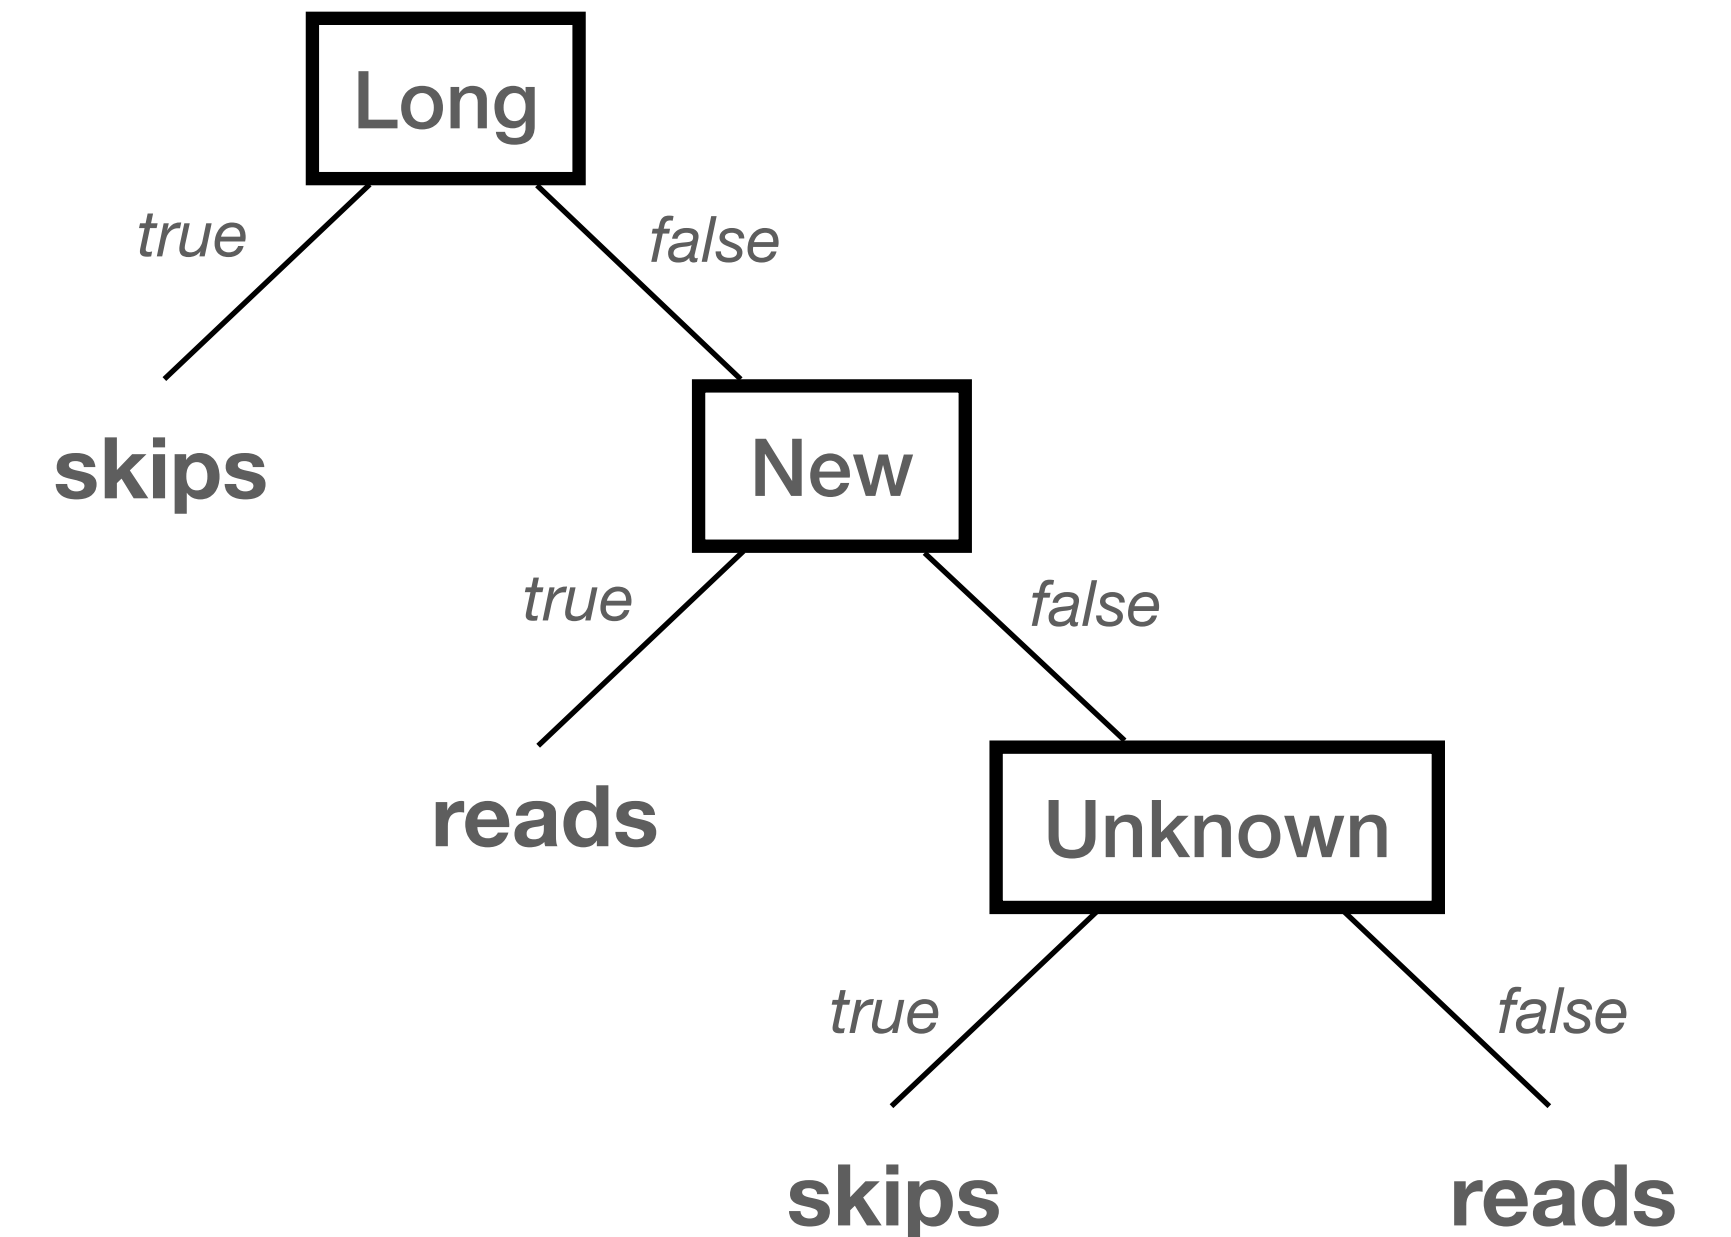 Long
true
false
skips
New
true
false
reads
Unknown
true
false
skips
reads